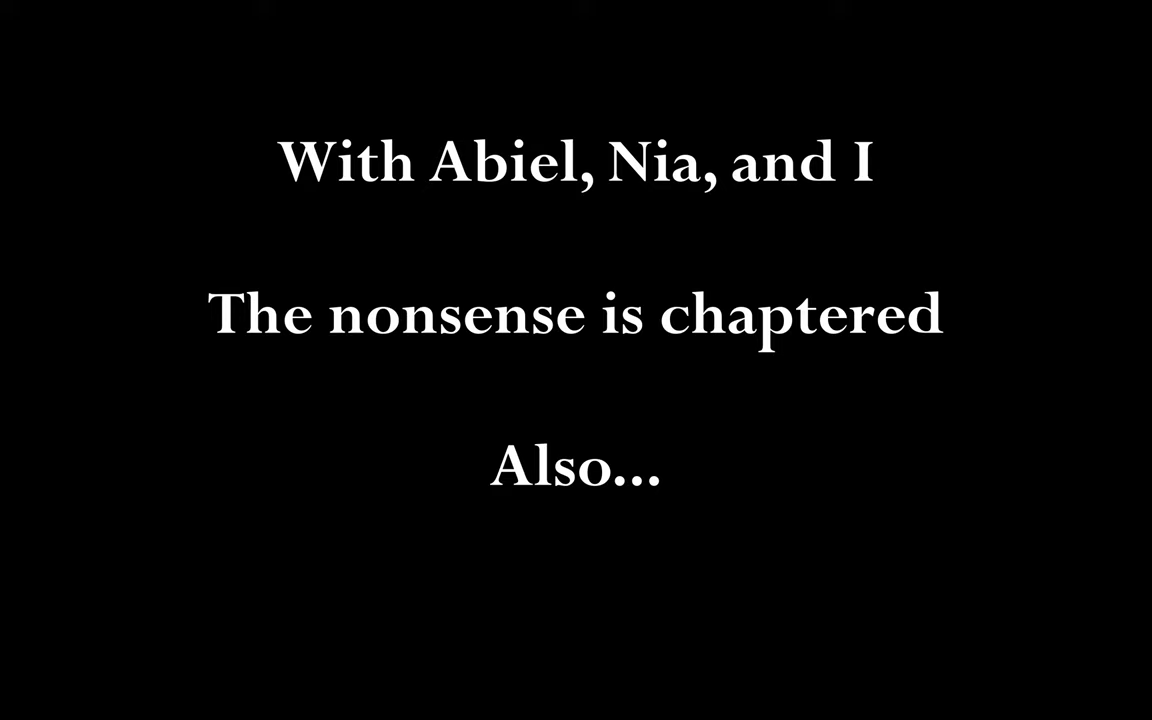 With Abiel, Nia, and I
The nonsense is chaptered
Also...